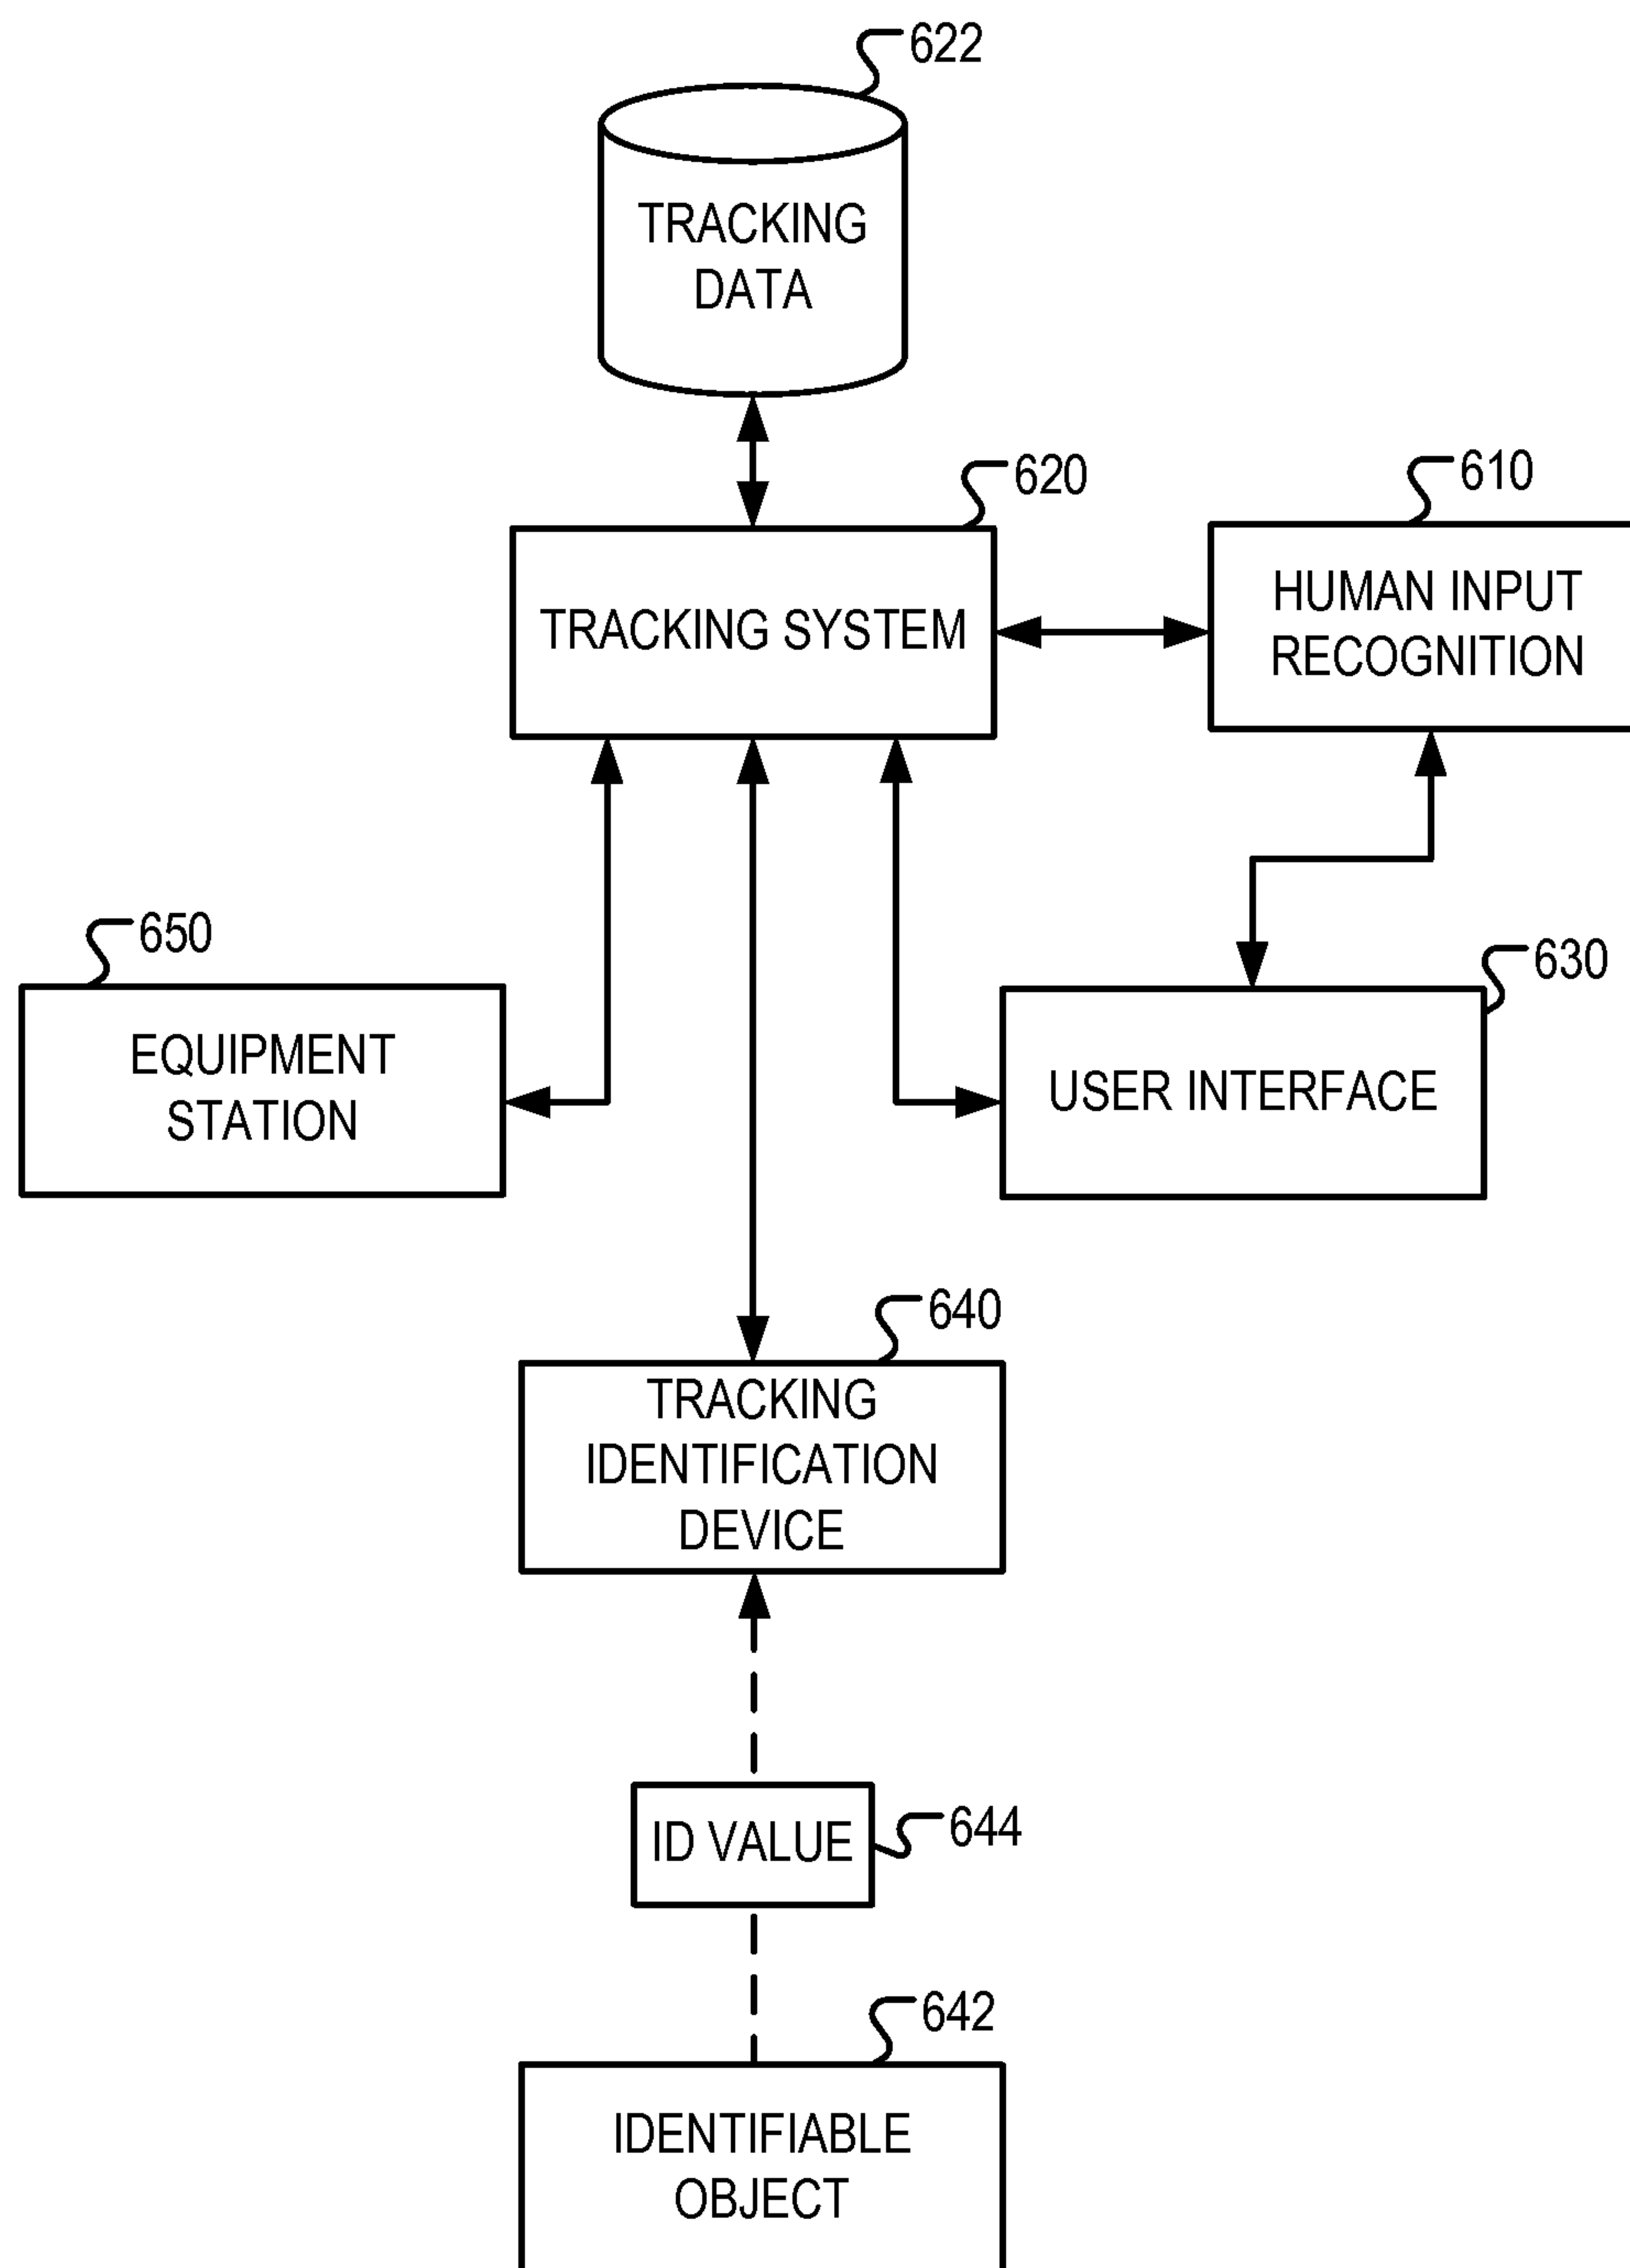 622
TRACKING
DATA
620
610
TRACKING SYSTEM
HUMAN INPUT
RECOGNITION
650
630
EQUIPMENT
STATION
USER INTERFACE
640
TRACKING
IDENTIFICATION
DEVICE
ID VALUE
644
642
IDENTIFIABLE
OBJECT